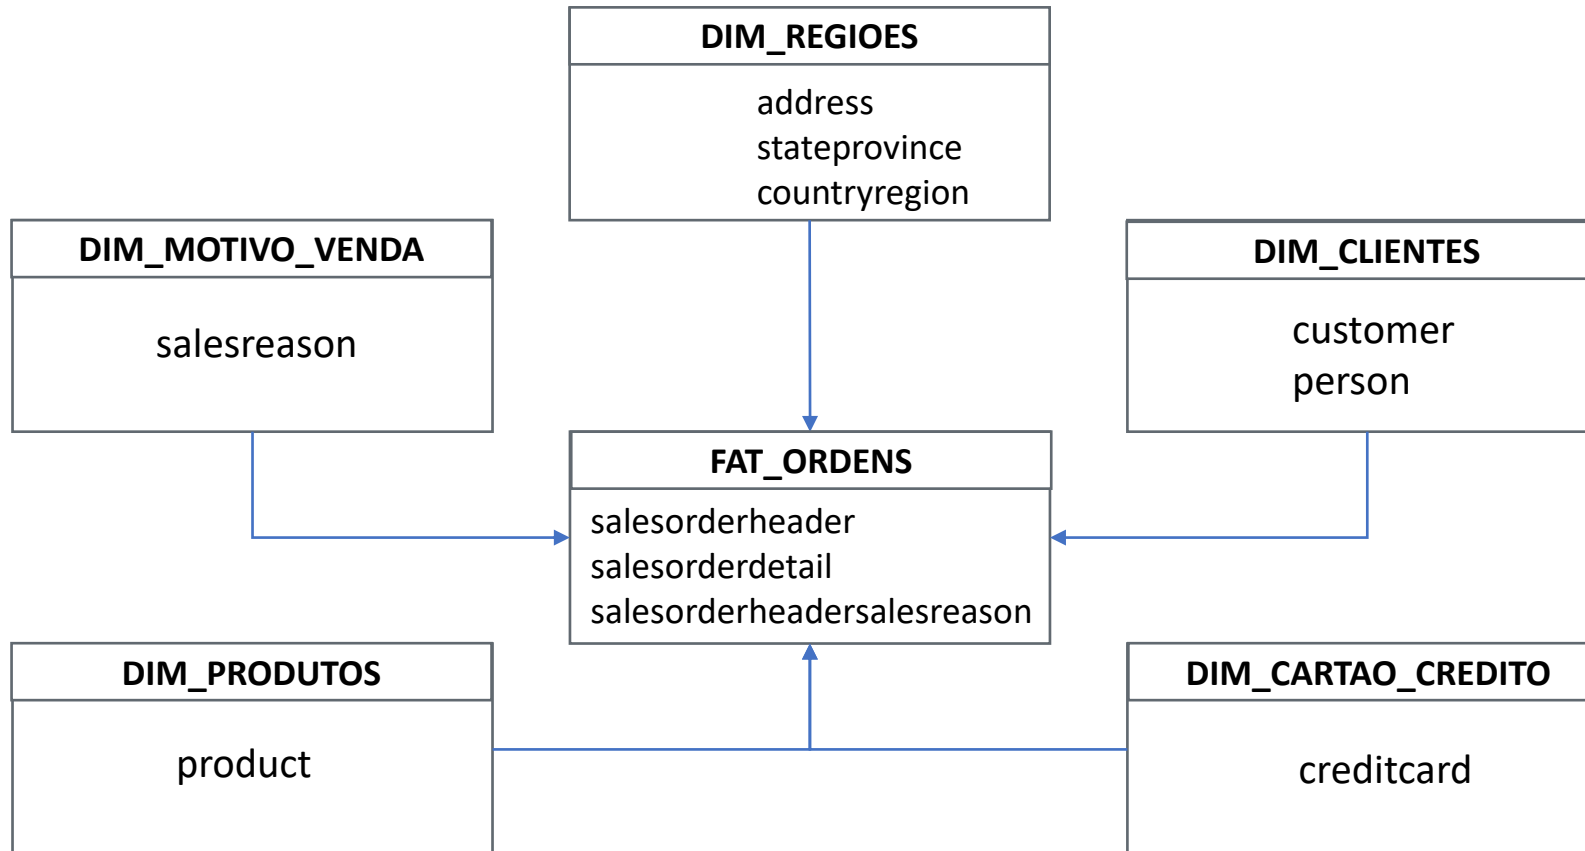 DIM_REGIOES
address
stateprovince
countryregion
DIM_MOTIVO_VENDA
salesreason
DIM_CLIENTES
customer
person
FAT_ORDENS
salesorderheader
salesorderdetail
salesorderheadersalesreason
DIM_PRODUTOS
product
DIM_CARTAO_CREDITO
creditcard